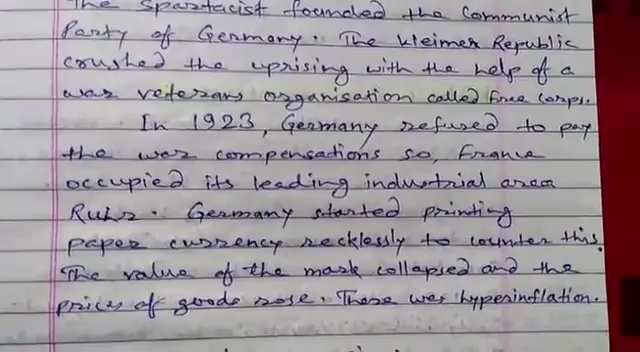 The Spartacist founded the Communist
Party of Germany. The Weimer Republic
crushed the uprising with the help of a
war veterans organisation called Free Corps.
In 1923, Germany refused to pay
the war compensations so, France
occupied its leading industrial area
Ruhr. Germany started printing
paper currency recklessly to counter this.
The value of the mark collapsed and the
prices of goods rose. There was hyperinflation.